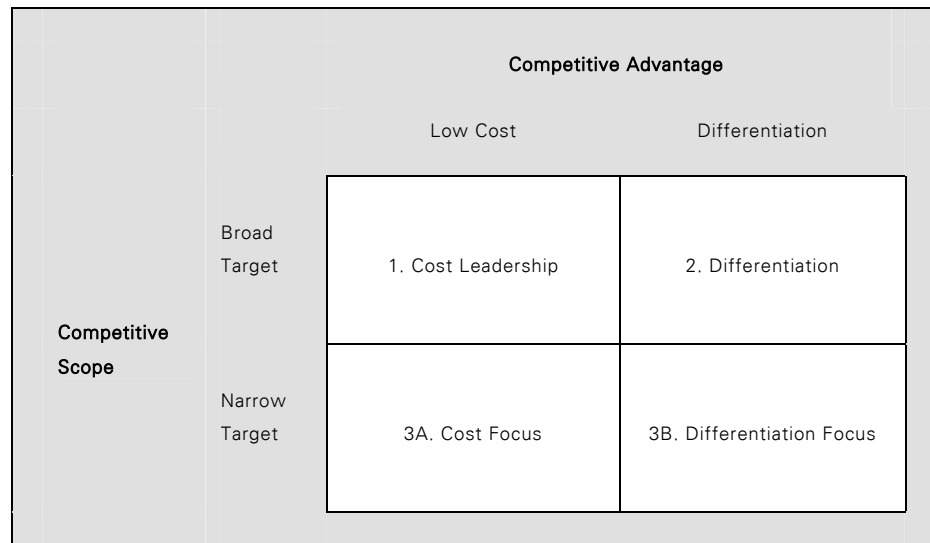 Competitive Advantage
Low Cost
Differentiation
Broad
Target
1. Cost Leadership
2. Differentiation
Competitive
Scope
Narrow
Target
3A. Cost Focus
3B. Differentiation Focus